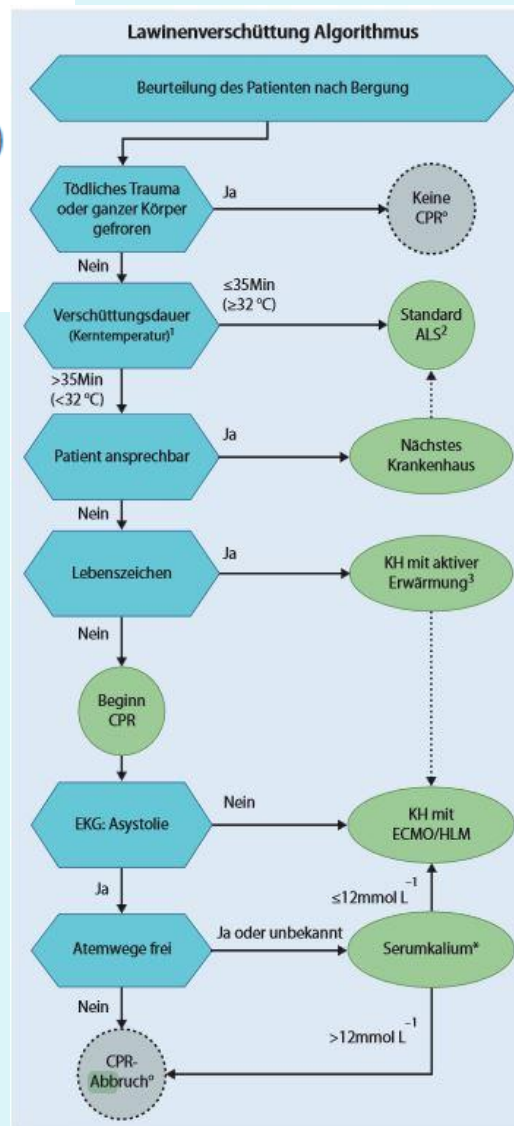 Lawinenverschüttung Algorithmus
Beurteilung des Patienten nach Bergung
Tödliches Trauma
oder ganzer Körper
gefroren
Ja
Keine
CPR°
Nein
Verschüttungsdauer
(Kerntemperatur)¹
≤35Min
(≥32 °C)
Standard
ALS²
>35Min
(<32 °C)
Patient ansprechbar
Ja
Nächstes
Krankenhaus
Nein
Lebenszeichen
Ja
KH mit aktiver
Erwärmung³
Nein
Beginn
CPR
EKG: Asystolie
Nein
KH mit
ECMO/HLM
Ja
≤12mmol L⁻¹
Atemwege frei
Ja oder unbekannt
Serumkalium*
Nein
>12mmol L⁻¹
CPR-
Abbruch°